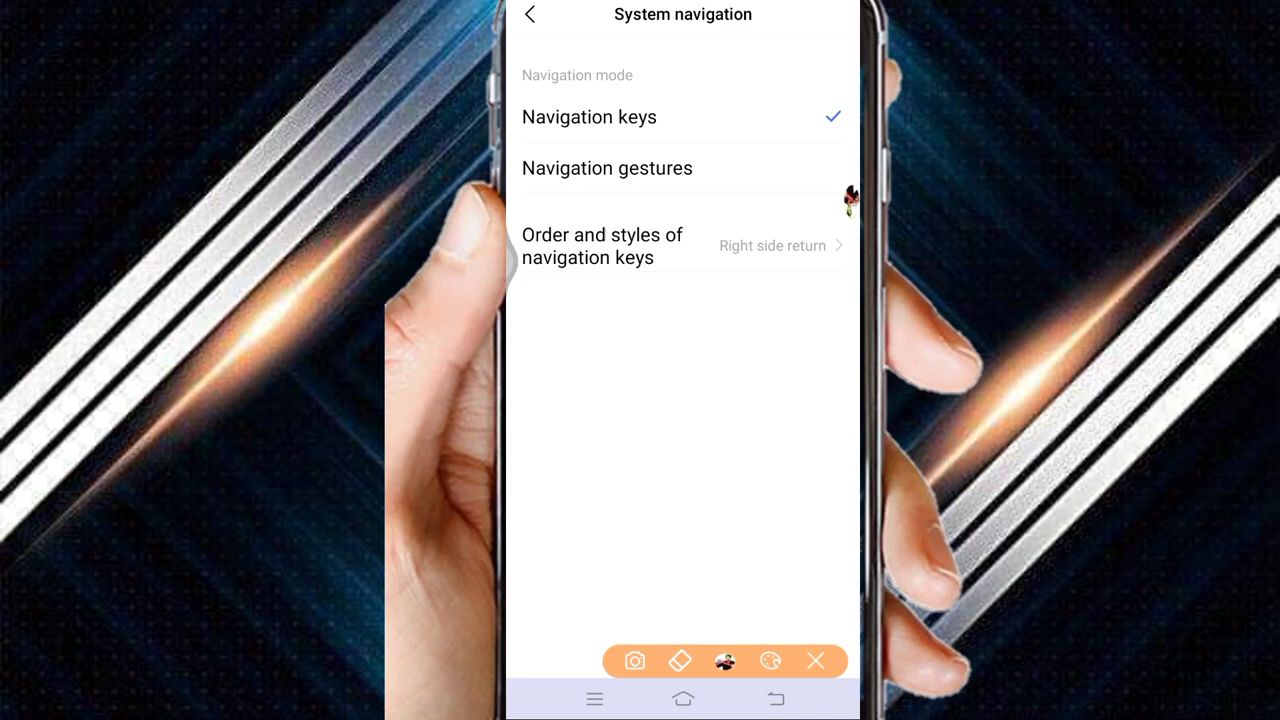 System navigation
Navigation mode
Navigation keys
Navigation gestures
Order and styles of
navigation keys
Right side return